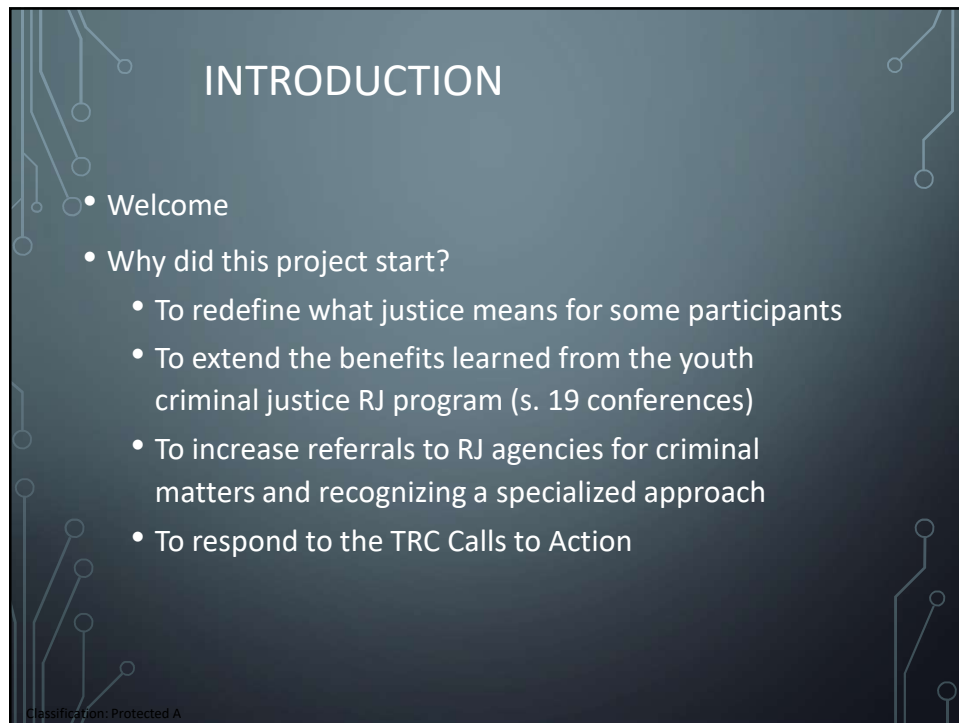 INTRODUCTION
• Welcome
• Why did this project start?
• To redefine what justice means for some participants
• To extend the benefits learned from the youth
criminal justice RJ program (s. 19 conferences)
• To increase referrals to RJ agencies for criminal
matters and recognizing a specialized approach
• To respond to the TRC Calls to Action
Classification: Protected A